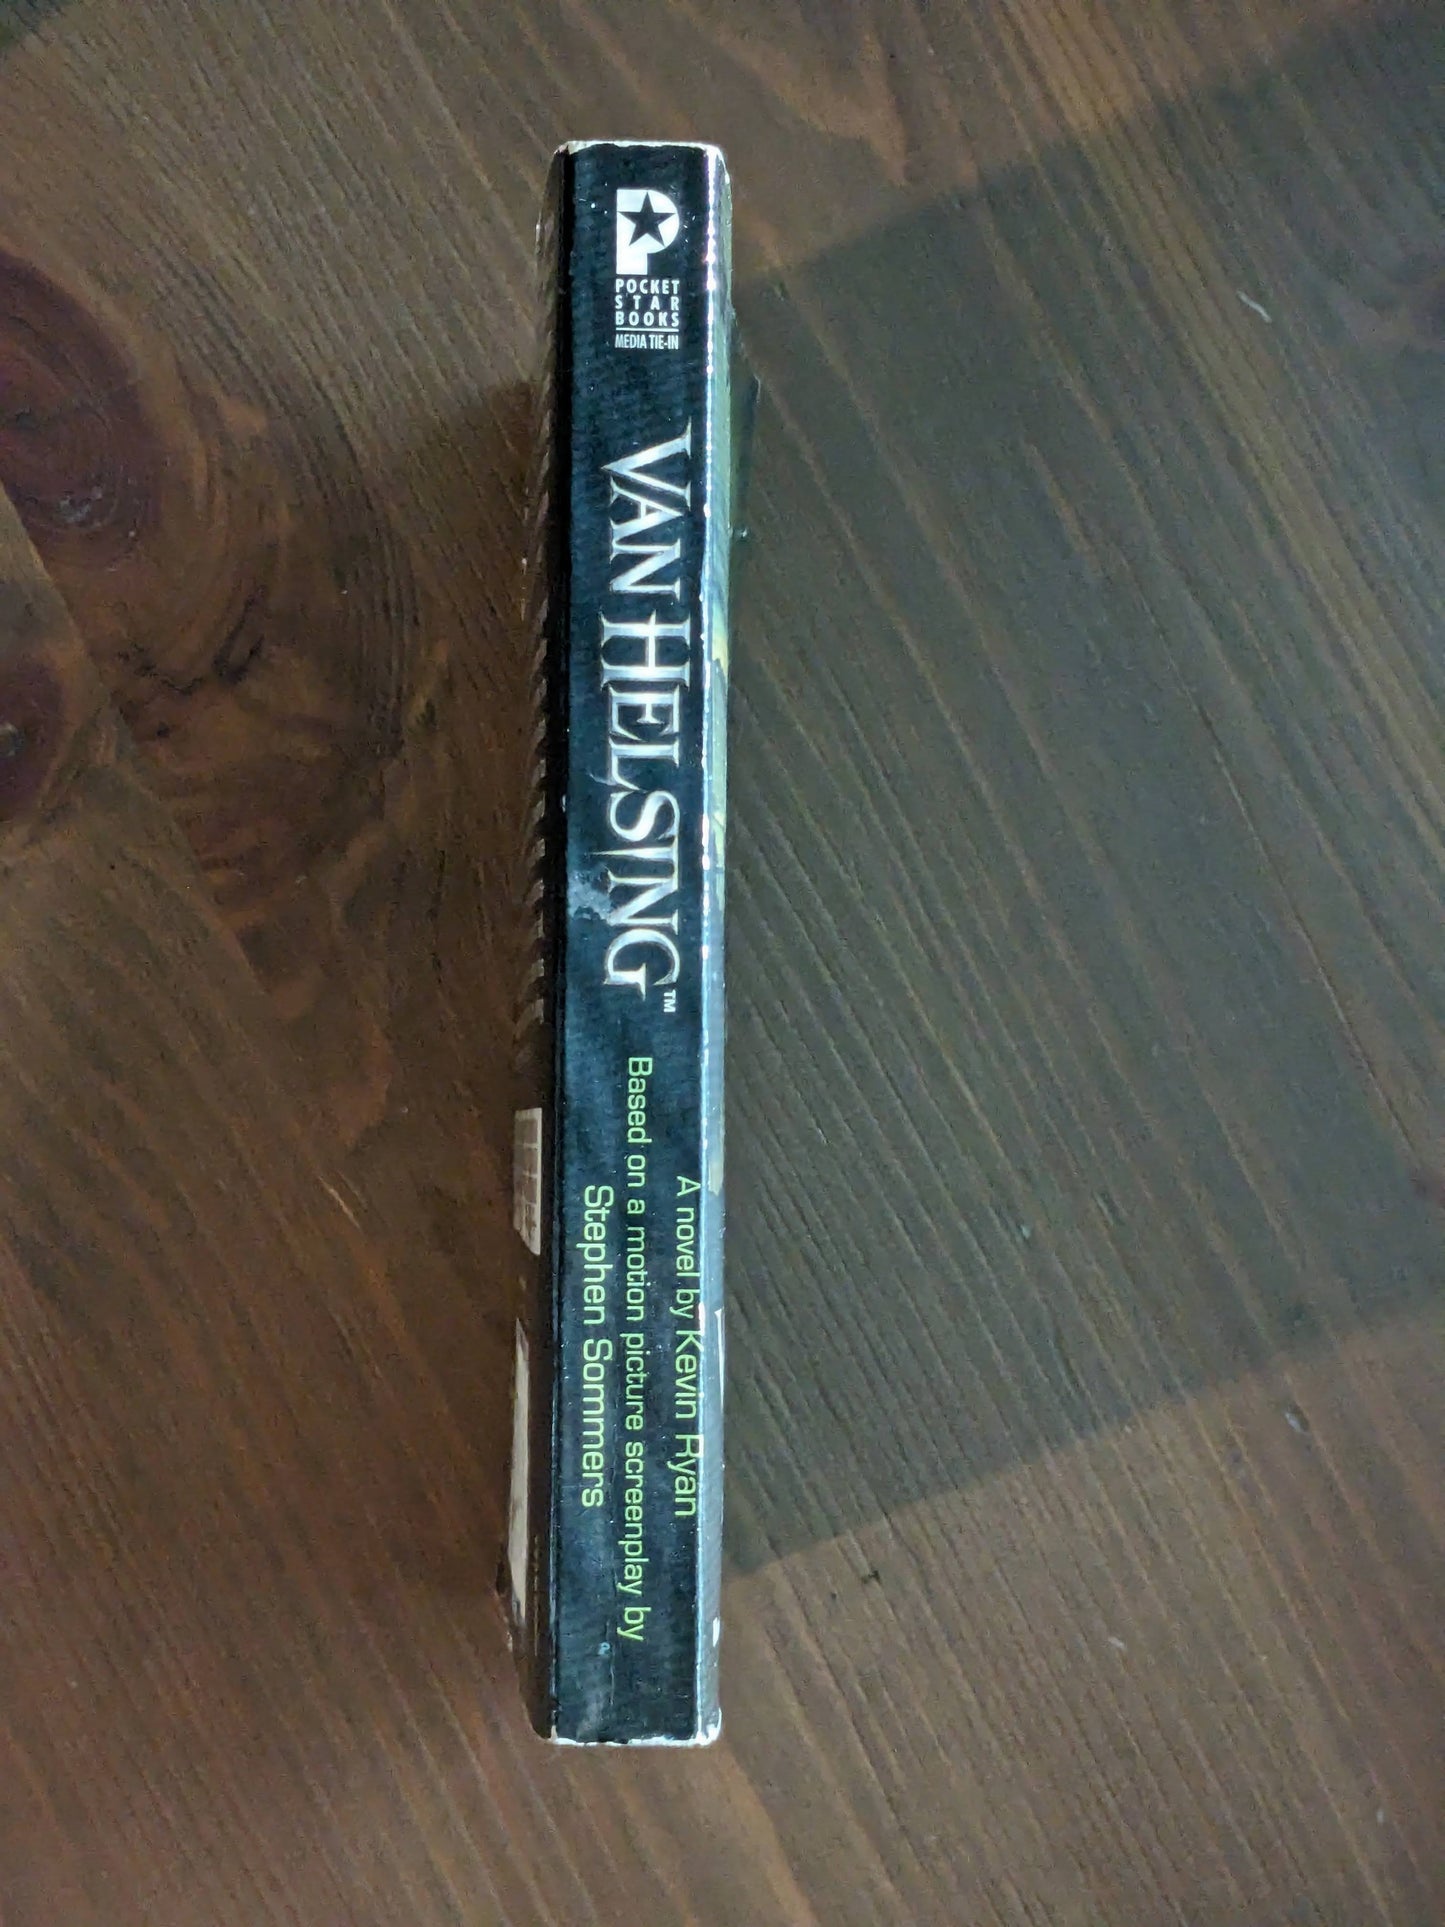 POCKET
STAR
BOOKS
MEDIA TIE-IN
VAN HELSING™
A novel by Kevin Ryan
Based on a motion picture screenplay by
Stephen Sommers